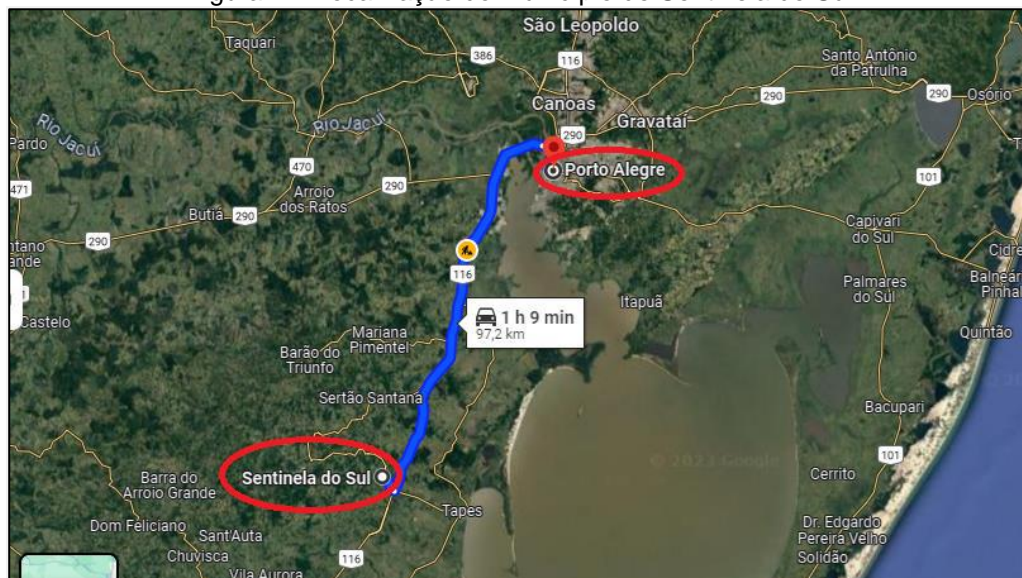 São Leopoldo
Taquari
386
116
Santo Antônio
da Patrulha
Canoas
290
290
Osório
Rio Jacuí
Rio Jacuí
290
Gravataí
Pardo
470
Porto Alegre
471
290
101
Arroio
dos Ratos
Butiá
290
290
Capivari
do Sul
116
Itapuã
Palmares
do Sul
Castelo
1 h 9 min
97,2 km
Mariana
Pimentel
Barão do
Triunfo
Quintão
Sertão Santana
Bacupari
101
Sentinela do Sul
Barra do
Arroio Grande
Cerrito
Tapes
Dom Feliciano
Sant'Auta
Dr. Edgardo
Pereira Velho
Chuvisca
116
Solidão
Vila Aurora